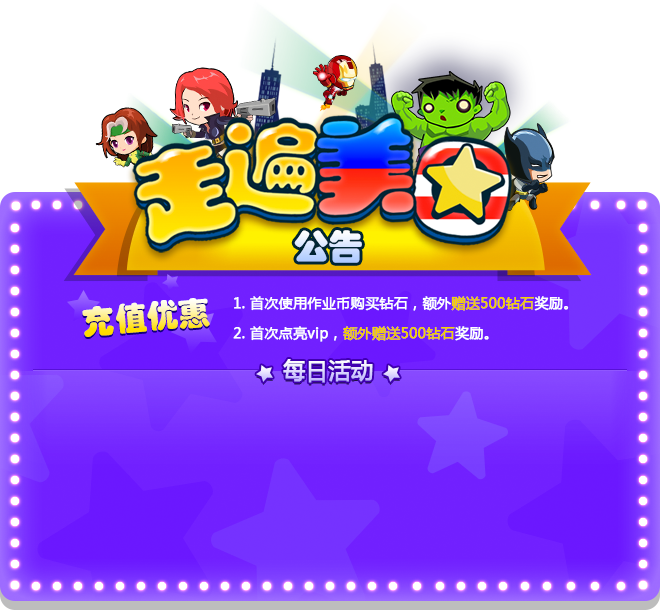 走遍美国
公告
充值优惠
1. 首次使用作业币购买钻石，额外赠送500钻石奖励。
2. 首次点亮vip，额外赠送500钻石奖励。
每日活动